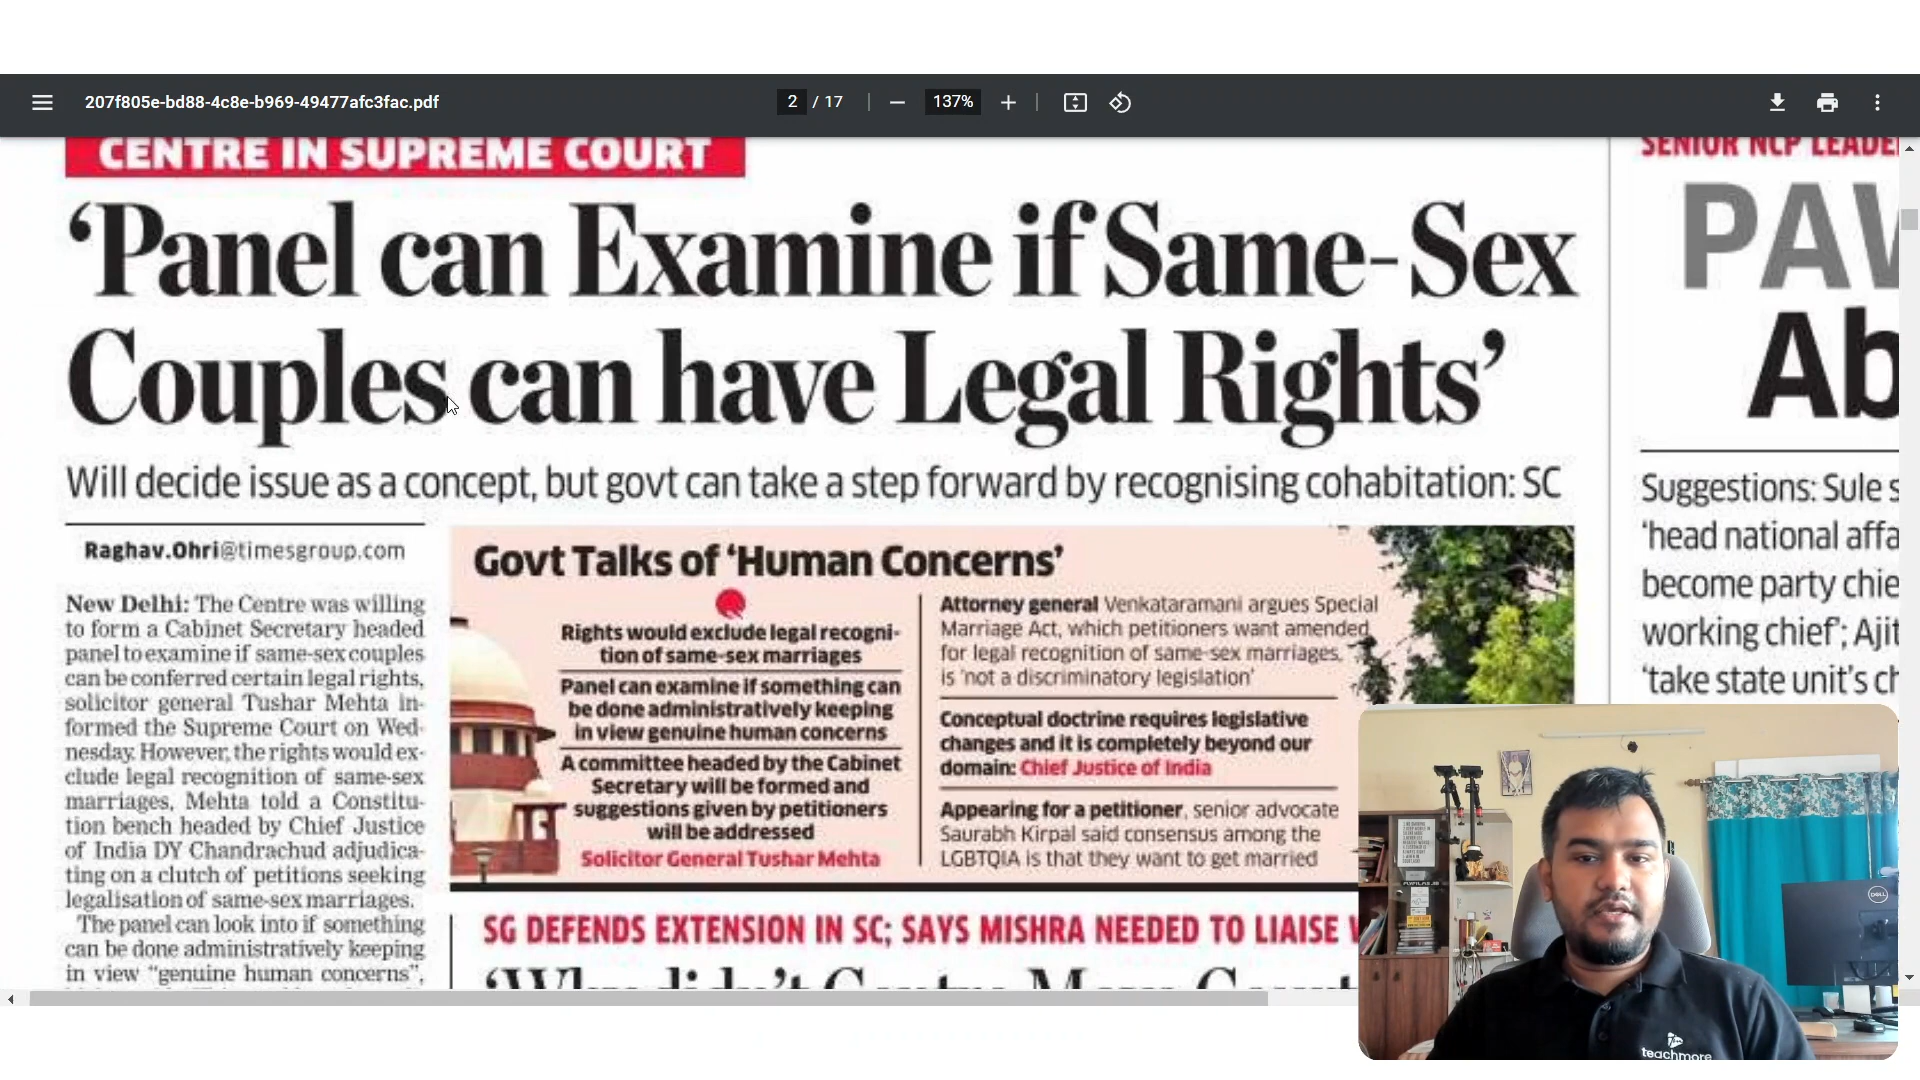 207f805e-bd88-4c8e-b969-49477afc3fac.pdf
2 / 17
137%
CENTRE IN SUPREME COURT
‘Panel can Examine if Same-Sex
Couples can have Legal Rights’
Will decide issue as a concept, but govt can take a step forward by recognising cohabitation: SC
Raghav.Ohri@timesgroup.com
New Delhi: The Centre was willing
to form a Cabinet Secretary headed
panel to examine if same-sex couples
can be conferred certain legal rights,
solicitor general Tushar Mehta in-
formed the Supreme Court on Wed-
nesday. However, the rights would ex-
clude legal recognition of same-sex
marriages, Mehta told a Constitu-
tion bench headed by Chief Justice
of India DY Chandrachud adjudica-
ting on a clutch of petitions seeking
legalisation of same-sex marriages.
The panel can look into if something
can be done administratively keeping
in view “genuine human concerns”,
Govt Talks of ‘Human Concerns’
Rights would exclude legal recogni-
tion of same-sex marriages
Panel can examine if something can
be done administratively keeping
in view genuine human concerns
A committee headed by the Cabinet
Secretary will be formed and
suggestions given by petitioners
will be addressed
Solicitor General Tushar Mehta
Attorney general Venkataramani argues Special
Marriage Act, which petitioners want amended
for legal recognition of same-sex marriages,
is ‘not a discriminatory legislation’
Conceptual doctrine requires legislative
changes and it is completely beyond our
domain: Chief Justice of India
Appearing for a petitioner, senior advocate
Saurabh Kirpal said consensus among the
LGBTQIA is that they want to get married
SG DEFENDS EXTENSION IN SC; SAYS MISHRA NEEDED TO LIAISE
‘Why didn’t Centre Move Court
SENIOR NCP LEADE
PAW
Ab
Suggestions: Sule s
‘head national affa
become party chie
working chief’; Ajit
‘take state unit’s ch
DELL
teachmore